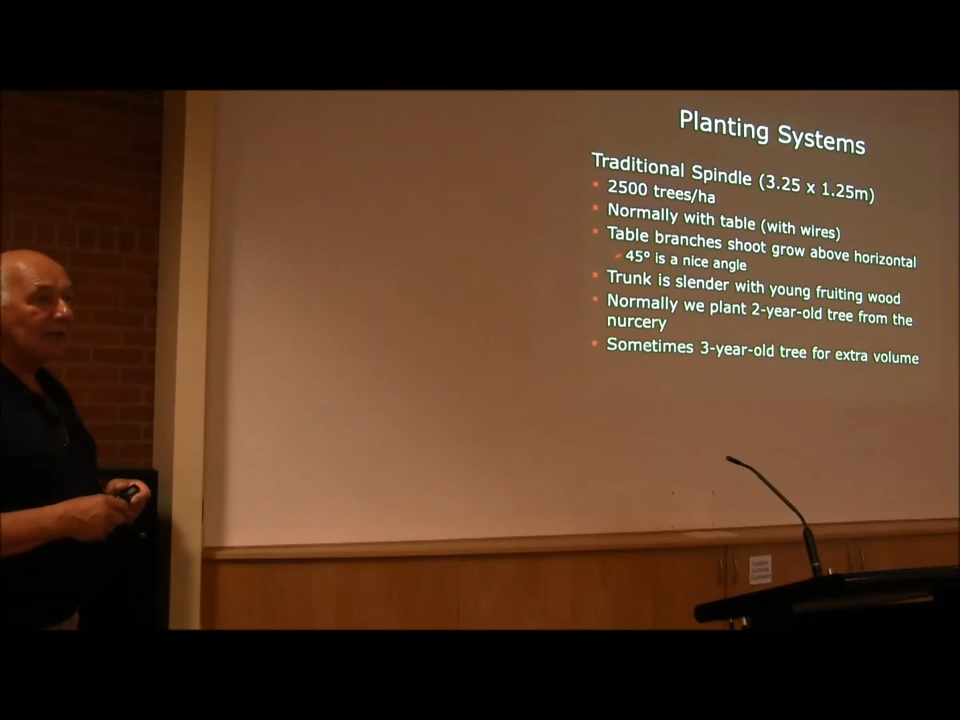 Planting Systems
Traditional Spindle (3.25 x 1.25m)
2500 trees/ha
Normally with table (with wires)
Table branches shoot grow above horizontal
45° is a nice angle
Trunk is slender with young fruiting wood
Normally we plant 2-year-old tree from the
nurcery
Sometimes 3-year-old tree for extra volume